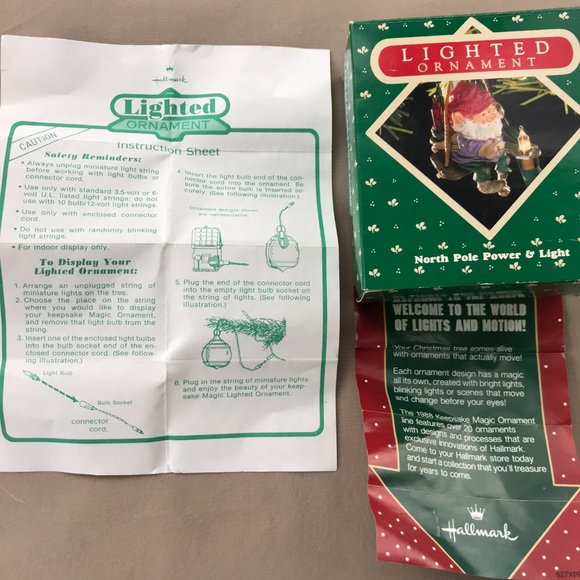 Hallmark
Lighted
ORNAMENT
CAUTION
Instruction Sheet
Safety Reminders:
• Always unplug miniature light string
before working with light bulbs or
connector cord.
• Use only with standard 3.5-volt or 6-
volt U.L. listed light strings: do not
use with 10 bulb/12-volt light strings.
• Use only with enclosed connector
cord.
• Do not use with randomly blinking
light strings.
• For indoor display only.
To Display Your
Lighted Ornament:
1. Arrange an unplugged string of
miniature lights on the tree.
2. Choose the place on the string
where you would like to display
your keepsake Magic Ornament,
and remove that light bulb from the
string.
3. Insert one of the enclosed light bulbs
into the bulb socket end of the en-
closed connector cord. (See follow-
ing illustration.)
Light Bulb
Bulb Socket
connector
cord.
4. Insert the light bulb end of the con-
nector cord into the ornament. Be
sure the entire bulb is inserted se-
curely. (See following illustration.)
Ornament designs shown
are representative.
5. Plug the end of the connector cord
into the empty light bulb socket on
the string of lights. (See following
illustration.)
6. Plug in the string of miniature lights
and enjoy the beauty of your keep-
sake Magic Lighted Ornament.
Hallmark
LIGHTED
ORNAMENT
North Pole Power & Light
WELCOME TO THE WORLD
OF LIGHTS AND MOTION!
Your Christmas tree comes alive
with ornaments that actually move!
Each ornament design has a magic
all its own, created with bright lights,
blinking lights or scenes that move
and change before your eyes!
The 1988 Keepsake Magic Ornament
line features over 20 ornaments
with designs and processes that are
exclusive innovations of Hallmark.
Come to your Hallmark store today
and start a collection that you'll treasure
for years to come.
Hallmark